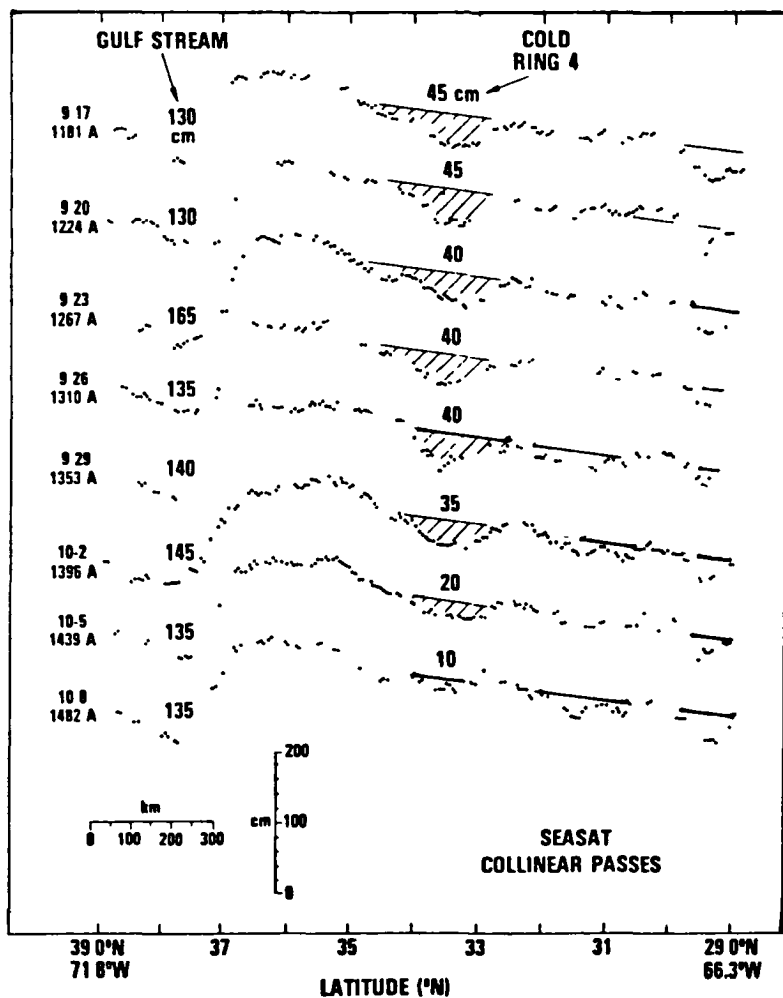 GULF STREAM
COLD
RING 4
9 17
1181 A
130
cm
45 cm
9 20
1224 A
130
45
9 23
1267 A
165
40
9 26
1310 A
135
40
9 29
1353 A
140
40
10-2
1396 A
145
35
10-5
1439 A
135
20
10 8
1482 A
135
10
km
0 100 200 300
cm
200
100
0
SEASAT
COLLINEAR PASSES
39 0°N 37 35 33 31 29 0°N
71 8°W 66.3°W
LATITUDE (°N)